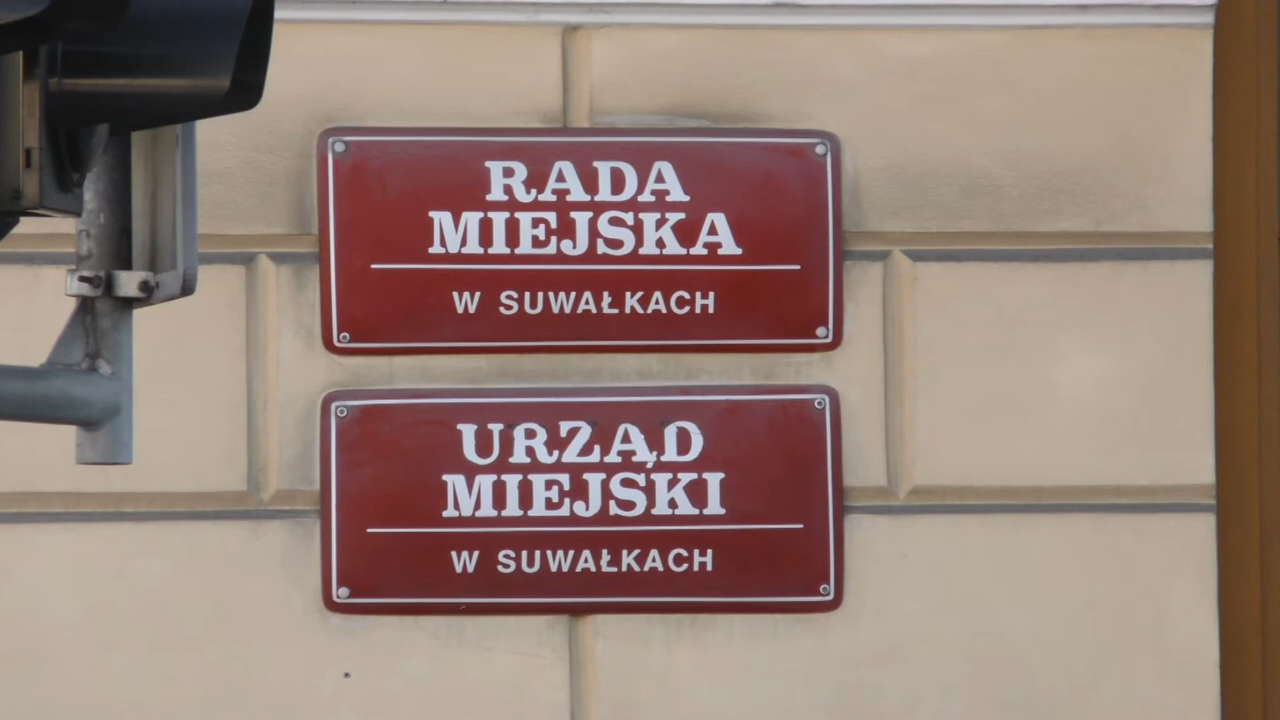 RADA
MIEJSKA
W SUWAŁKACH
URZĄD
MIEJSKI
W SUWAŁKACH